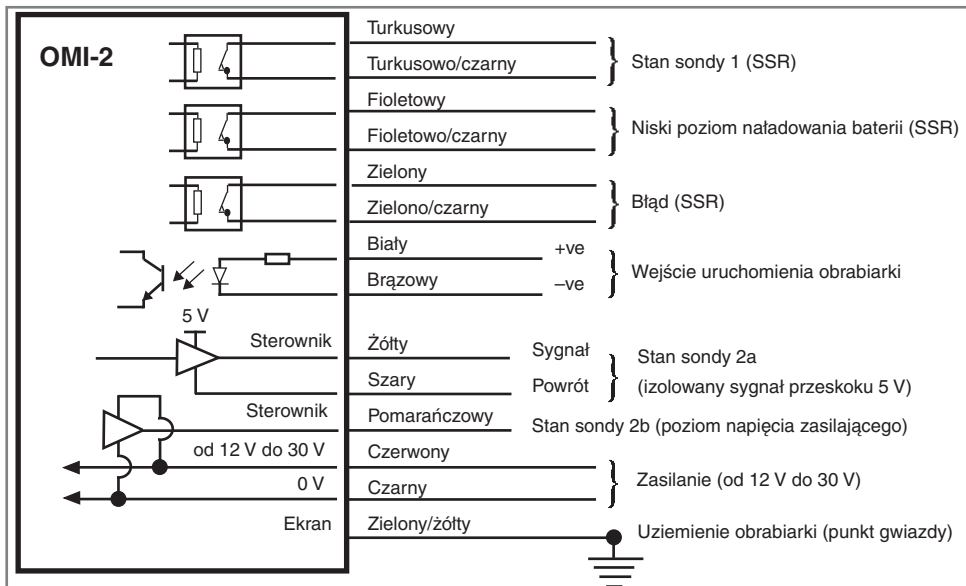 OMI-2
Turkusowy
Turkusowo/czarny
Stan sondy 1 (SSR)
Fioletowy
Fioletowo/czarny
Niski poziom naładowania baterii (SSR)
Zielony
Zielono/czarny
Błąd (SSR)
Biały
+ve
Brązowy
–ve
Wejście uruchomienia obrabiarki
5 V
Sterownik
Żółty
Sygnał
Szary
Powrót
Stan sondy 2a
(izolowany sygnał przeskoku 5 V)
Sterownik
Pomarańczowy
Stan sondy 2b (poziom napięcia zasilającego)
od 12 V do 30 V
Czerwony
0 V
Czarny
Zasilanie (od 12 V do 30 V)
Ekran
Zielony/żółty
Uziemienie obrabiarki (punkt gwiazdy)